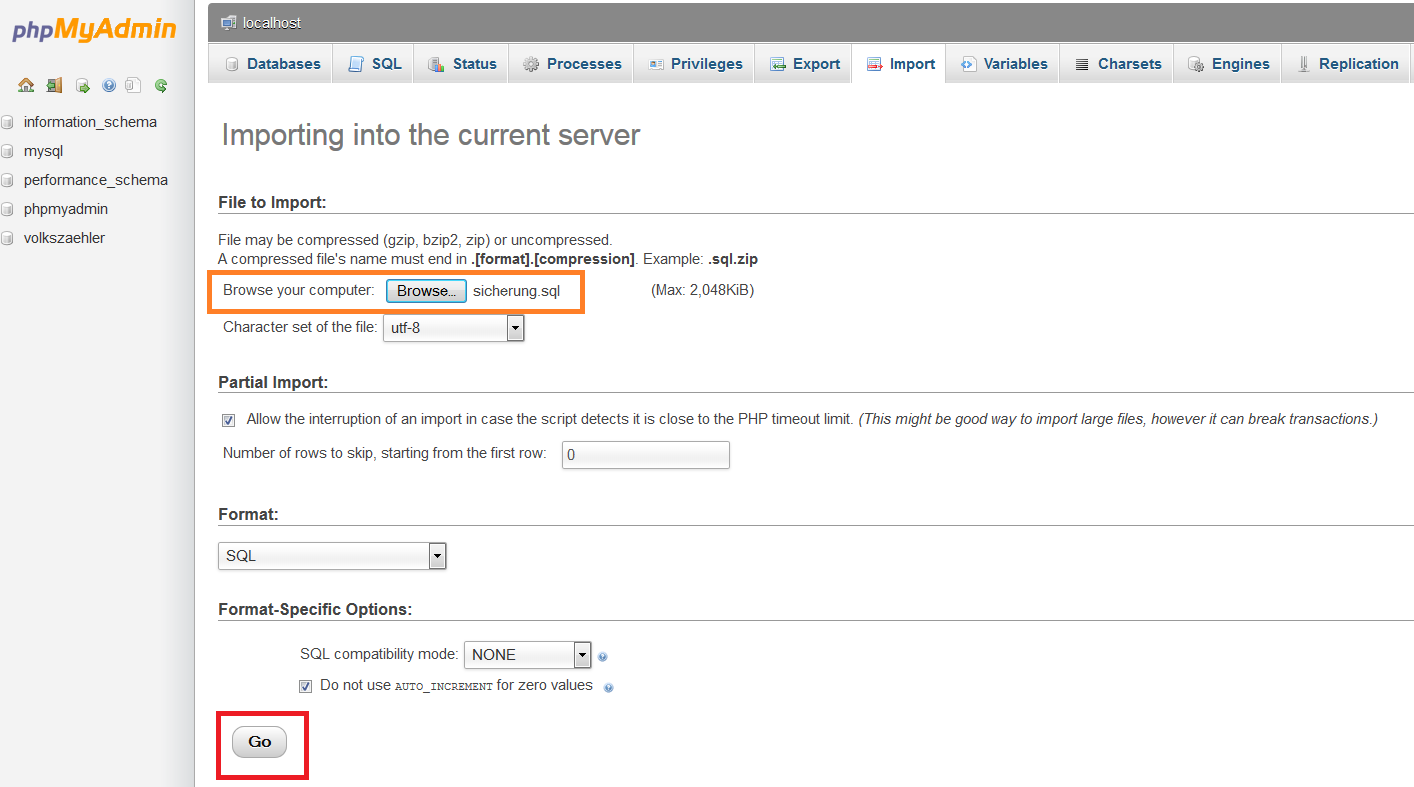 phpMyAdmin
information_schema
mysql
performance_schema
phpmyadmin
volkszaehler
localhost
Databases SQL Status Processes Privileges Export Import Variables Charsets Engines Replication
Importing into the current server
File to Import:
File may be compressed (gzip, bzip2, zip) or uncompressed.
A compressed file's name must end in .[format].[compression]. Example: .sql.zip
Browse your computer: Browse... sicherung.sql (Max: 2,048KiB)
Character set of the file: utf-8
Partial Import:
Allow the interruption of an import in case the script detects it is close to the PHP timeout limit. (This might be good way to import large files, however it can break transactions.)
Number of rows to skip, starting from the first row: 0
Format:
SQL
Format-Specific Options:
SQL compatibility mode: NONE
Do not use AUTO_INCREMENT for zero values
Go